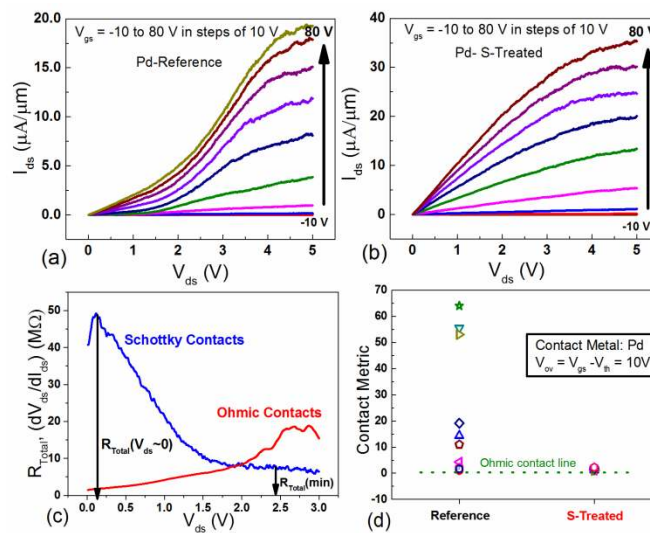 V_gs = -10 to 80 V in steps of 10 V
80 V
Pd-Reference
20.0
15.0
10.0
5.0
0.0
I_ds (μA/μm)
-10 V
0 1 2 3 4 5
(a)
V_ds (V)
V_gs = -10 to 80 V in steps of 10 V
80 V
Pd- S-Treated
40
30
20
10
0
I_ds (μA/μm)
-10 V
0 1 2 3 4 5
(b)
V_ds (V)
50
40
30
20
10
0
R_Total, (dV_ds/dI_ds) (MΩ)
Schottky Contacts
Ohmic Contacts
R_Total(V_ds~0)
R_Total(min)
0.0 0.5 1.0 1.5 2.0 2.5 3.0
(c)
V_ds (V)
70
60
50
40
30
20
10
0
-10
Contact Metric
Contact Metal: Pd
V_ov = V_gs -V_th = 10V
Ohmic contact line
(d)
Reference
S-Treated